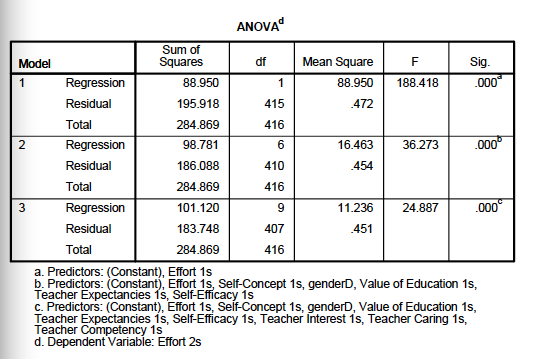 ANOVAd
Model Sum of Squares df Mean Square F Sig.
1 Regression 88.950 1 88.950 188.418 .000a
Residual 195.918 415 .472
Total 284.869 416
2 Regression 98.781 6 16.463 36.273 .000b
Residual 186.088 410 .454
Total 284.869 416
3 Regression 101.120 9 11.236 24.887 .000c
Residual 183.748 407 .451
Total 284.869 416
a. Predictors: (Constant), Effort 1s
b. Predictors: (Constant), Effort 1s, Self-Concept 1s, genderD, Value of Education 1s,
Teacher Expectancies 1s, Self-Efficacy 1s
c. Predictors: (Constant), Effort 1s, Self-Concept 1s, genderD, Value of Education 1s,
Teacher Expectancies 1s, Self-Efficacy 1s, Teacher Interest 1s, Teacher Caring 1s,
Teacher Competency 1s
d. Dependent Variable: Effort 2s